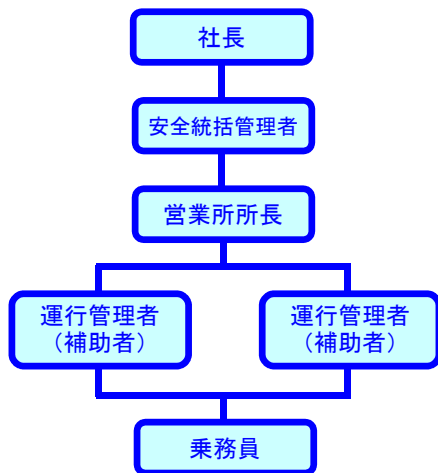 社長
安全統括管理者
営業所所長
運行管理者
（補助者）
運行管理者
（補助者）
乗務員